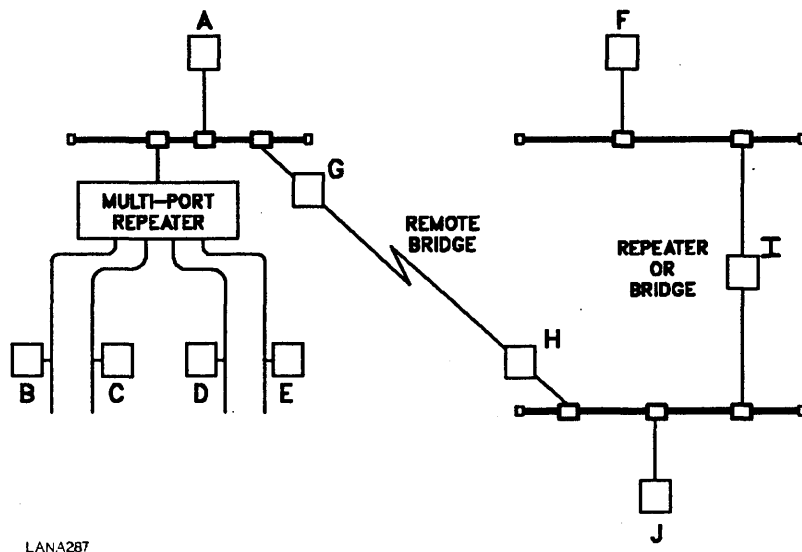 A
F
G
MULTI-PORT
REPEATER
REMOTE
BRIDGE
REPEATER
OR
BRIDGE
I
H
B
C
D
E
J
LANA287